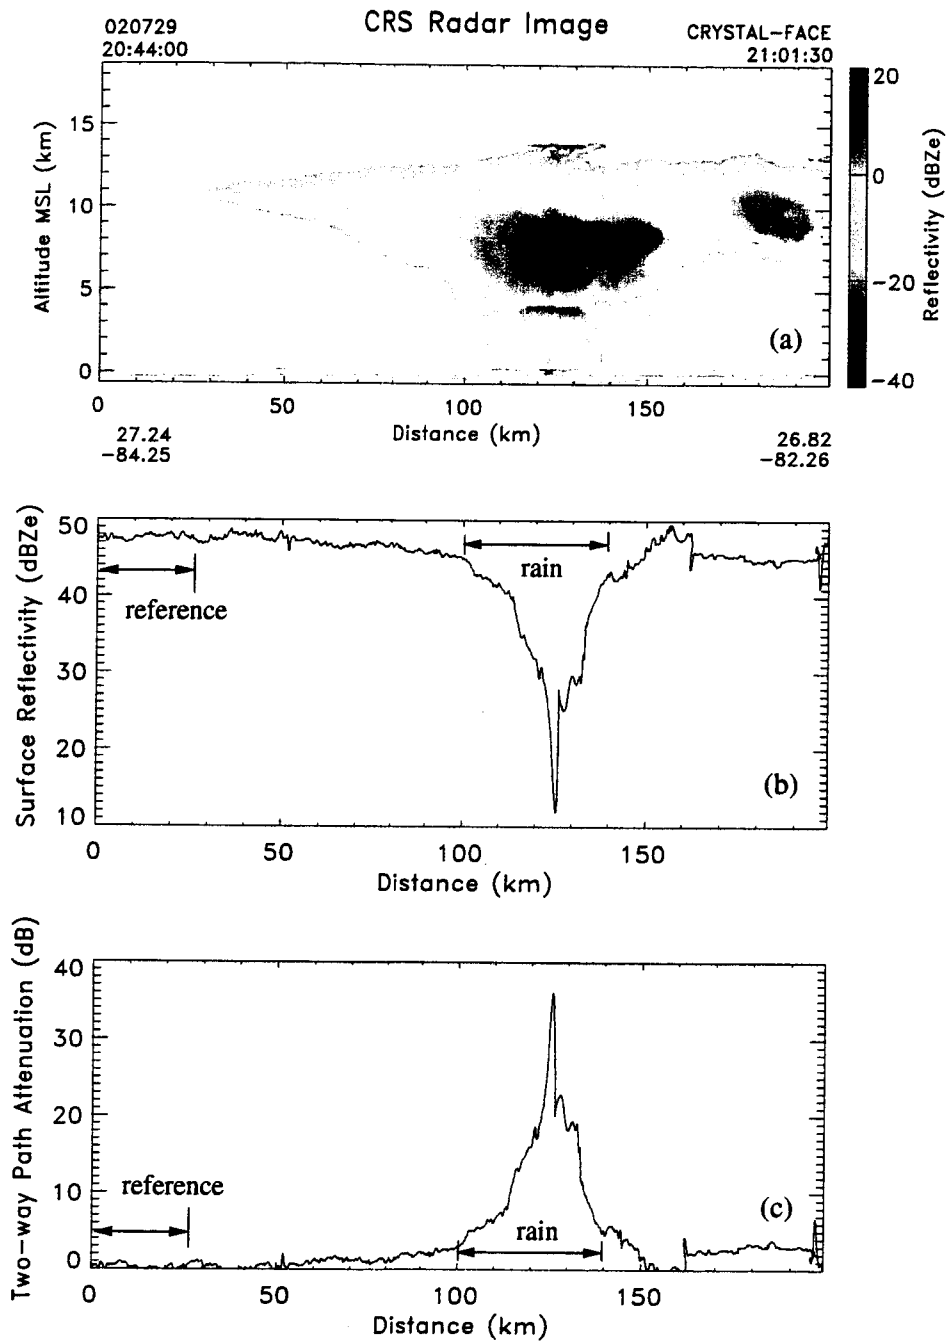 020729
20:44:00
CRS Radar Image
CRYSTAL-FACE
21:01:30
Altitude MSL (km)
15
10
5
0
(a)
0 50 100 150
Distance (km)
27.24
-84.25
26.82
-82.26
20
0
-20
-40
Reflectivity (dBZe)
Surface Reflectivity (dBZe)
50
40
30
20
10
reference
rain
(b)
0 50 100 150
Distance (km)
Two-way Path Attenuation (dB)
40
30
20
10
0
reference
rain
(c)
0 50 100 150
Distance (km)